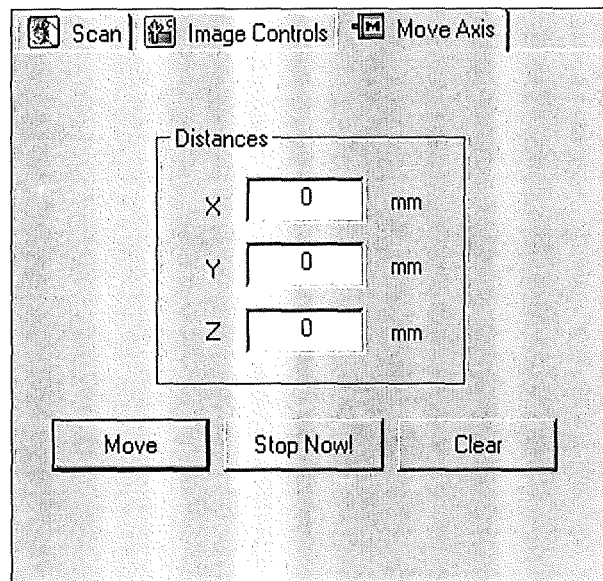 Scan Image Controls Move Axis
Distances
X 0 mm
Y 0 mm
Z 0 mm
Move Stop Now! Clear